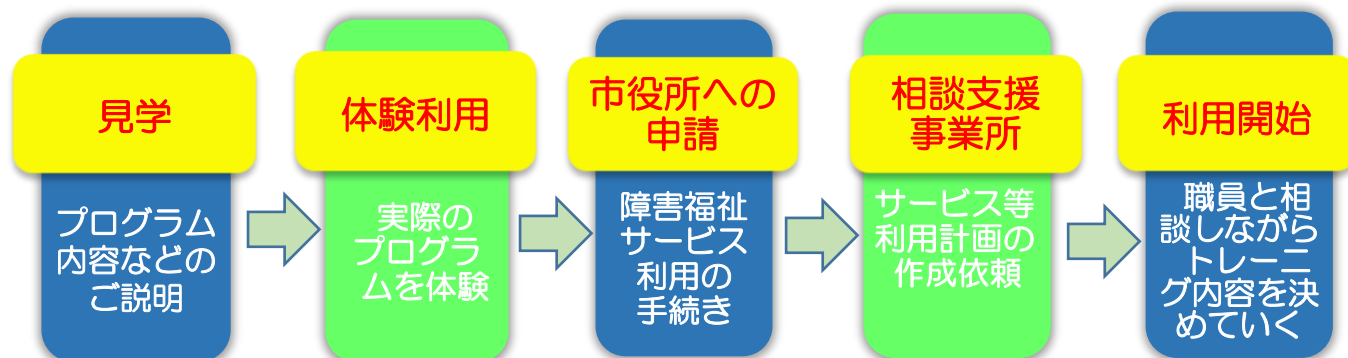 見学
プログラム
内容などの
ご説明
体験利用
実際の
プログラ
ムを体験
市役所への
申請
障害福祉
サービス
利用の
手続き
相談支援
事業所
サービス等
利用計画の
作成依頼
利用開始
職員と相
談しながら
トレーニ
グ内容を決
めていく